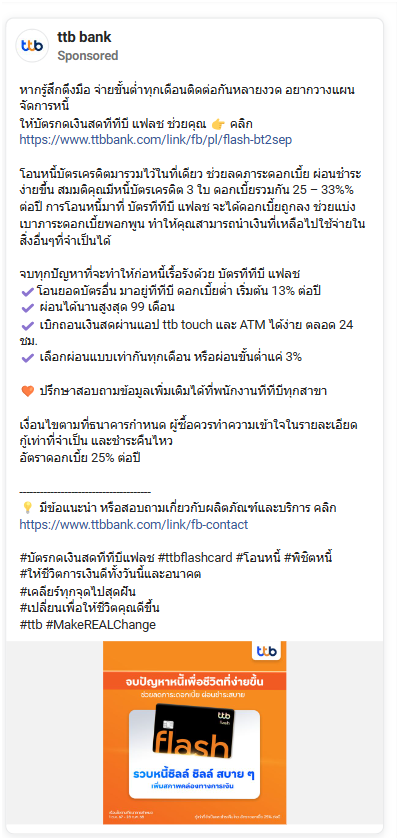 ttb
ttb bank
Sponsored
หากรู้สึกตึงมือ จ่ายขั้นต่ำทุกเดือนติดต่อกันหลายงวด อยากวางแผน
จัดการหนี้
ให้บัตรกดเงินสดทีทีบี แฟลช ช่วยคุณ 👉 คลิก
https://www.ttbbank.com/link/fb/pl/flash-bt2sep
โอนหนี้บัตรเครดิตมารวมไว้ในที่เดียว ช่วยลดภาระดอกเบี้ย ผ่อนชำระ
ง่ายขึ้น สมมติคุณมีหนี้บัตรเครดิต 3 ใบ ดอกเบี้ยรวมกัน 25 – 33%%
ต่อปี การโอนหนี้มาที่ บัตรทีทีบี แฟลช จะได้ดอกเบี้ยถูกลง ช่วยแบ่ง
เบาภาระดอกเบี้ยพอกพูน ทำให้คุณสามารถนำเงินที่เหลือไปใช้จ่ายใน
สิ่งอื่นๆที่จำเป็นได้
จบทุกปัญหาที่จะทำให้ก่อหนี้เรื้อรังด้วย บัตรทีทีบี แฟลช
✔️โอนยอดบัตรอื่น มาอยู่ที่ทีทีบี ดอกเบี้ยต่ำ เริ่มต้น 13% ต่อปี
✔️ ผ่อนได้นานสูงสุด 99 เดือน
✔️ เบิกถอนเงินสดผ่านแอป ttb touch และ ATM ได้ง่าย ตลอด 24
ชม.
✔️ เลือกผ่อนแบบเท่ากันทุกเดือน หรือผ่อนขั้นต่ำแค่ 3%
🧡 ปรึกษาสอบถามข้อมูลเพิ่มเติมได้ที่พนักงานทีทีบีทุกสาขา
เงื่อนไขตามที่ธนาคารกำหนด ผู้ซื้อควรทำความเข้าใจในรายละเอียด
กู้เท่าที่จำเป็น และชำระคืนไหว
อัตราดอกเบี้ย 25% ต่อปี
--------------------------------------
💡 มีข้อแนะนำ หรือสอบถามเกี่ยวกับผลิตภัณฑ์และบริการ คลิก
https://www.ttbbank.com/link/fb-contact
#บัตรกดเงินสดทีทีบีแฟลช #ttbflashcard #โอนหนี้ #พิชิตหนี้
#ให้ชีวิตการเงินดีทั้งวันนี้และอนาคต
#เคลียร์ทุกจุดไปสุดฝัน
#เปลี่ยนเพื่อให้ชีวิตคุณดีขึ้น
#ttb #MakeREALChange
ttb
จบปัญหาหนี้เพื่อชีวิตที่ง่ายขึ้น
ช่วยลดภาระดอกเบี้ย ผ่อนชำระสบาย
ttb
flash
flash
รวบหนี้ชิลล์ ชิลล์ สบาย ๆ
เพิ่มสภาพคล่องทางการเงิน